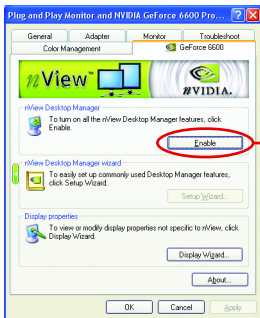 Plug and Play Monitor and NVIDIA GeForce 6600 Pro...
General Adapter Monitor Troubleshoot
Color Management GeForce 6600
nView™
nVIDIA.
nView Desktop Manager
To turn on all the nView Desktop Manager features, click
Enable.
Enable
nView Desktop Manager wizard
To easily set up commonly used Desktop Manager features,
click Setup Wizard.
Setup Wizard...
Display properties
To view or modify display properties not specific to nView, click
Display Wizard.
Display Wizard...
About...
OK Cancel Apply